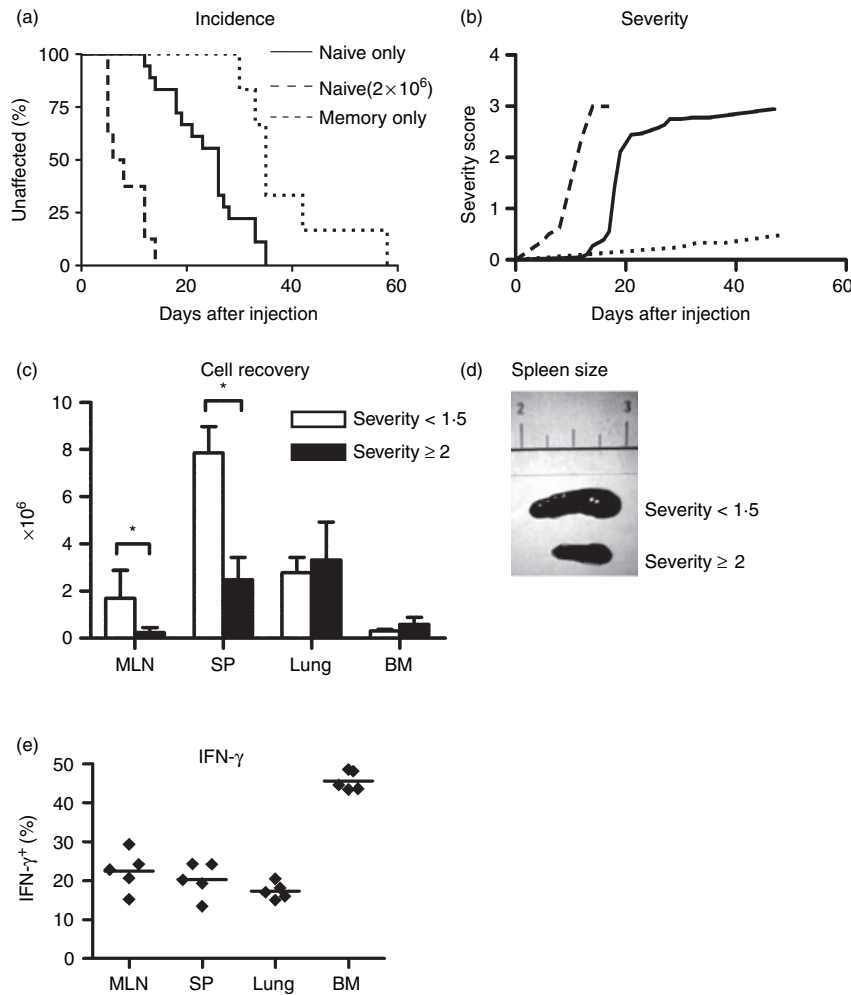 (a)
Incidence
Unaffected (%)
100
75
50
25
0
0 20 40 60
Days after injection
Naive only
Naive(2×10⁶)
Memory only
(b)
Severity
Severity score
4
3
2
1
0
0 20 40 60
Days after injection
(c)
Cell recovery
×10⁶
10
8
6
4
2
0
*
*
Severity < 1·5
Severity ≥ 2
MLN SP Lung BM
(d)
Spleen size
2 3
Severity < 1·5
Severity ≥ 2
(e)
IFN-γ
IFN-γ⁺ (%)
50
40
30
20
10
0
MLN SP Lung BM